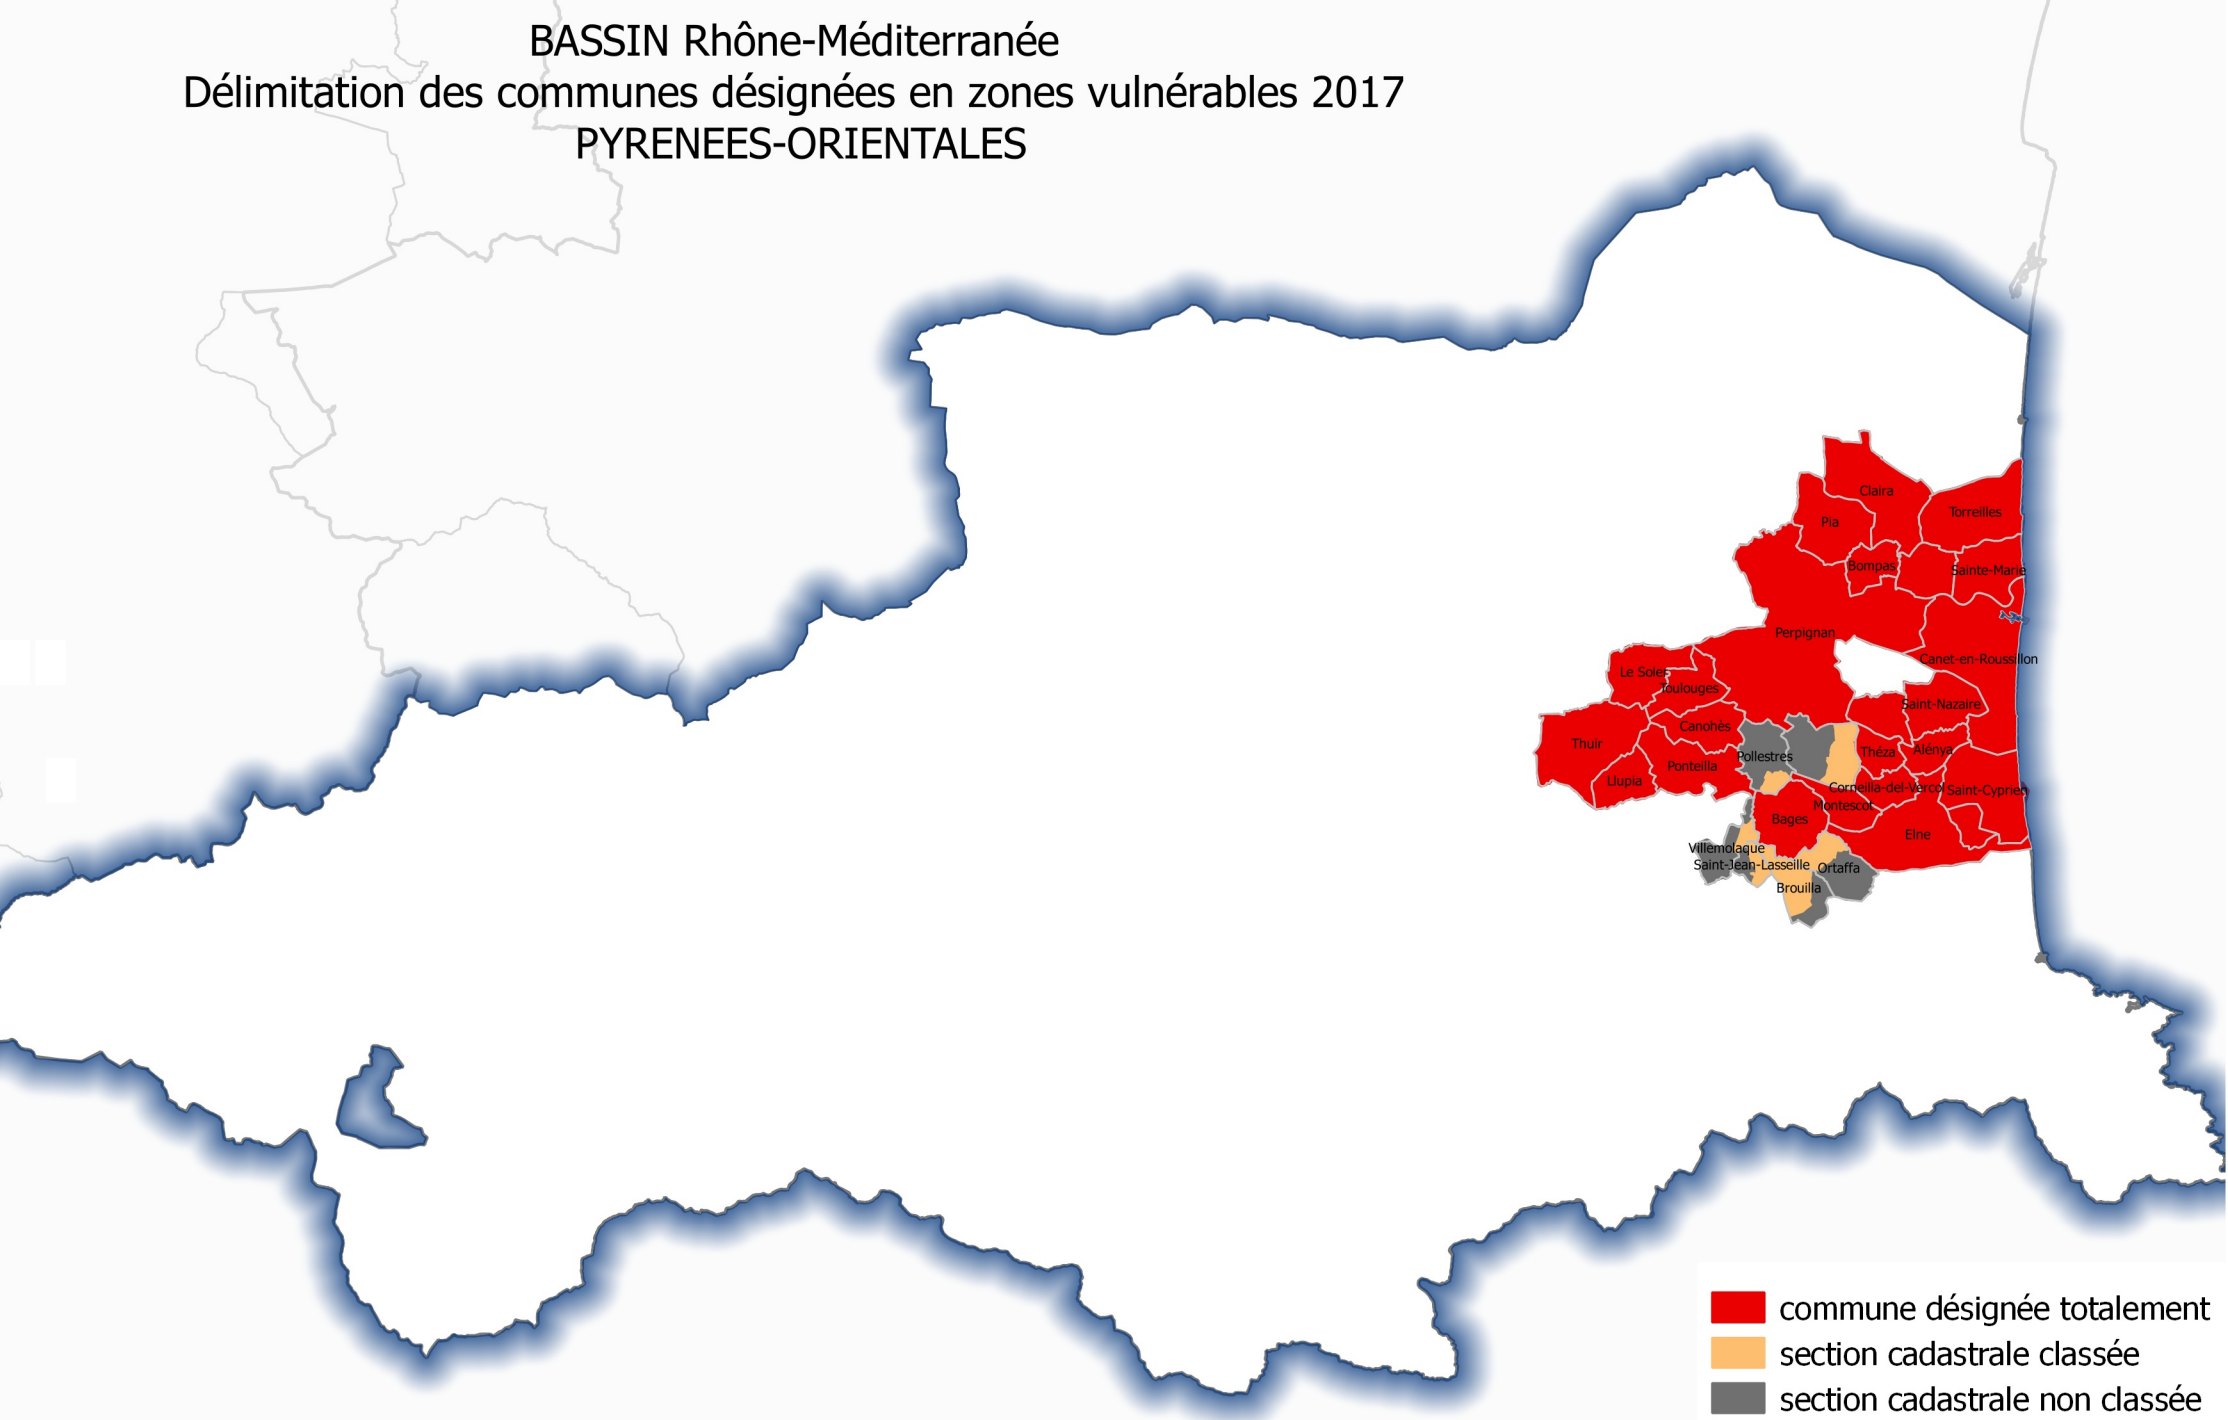 BASSIN Rhône-Méditerranée
Délimitation des communes désignées en zones vulnérables 2017
PYRENEES-ORIENTALES
Claira
Torreilles
Pia
Bompas
Sainte-Marie
Perpignan
Canet-en-Roussillon
Le Soler
Toulouges
Saint-Nazaire
Canohès
Thuir
Pollestres
Théza
Alénya
Ponteilla
Llupia
Corneilla-del-Vercol
Saint-Cyprien
Montescot
Bages
Elne
Villemolaque
Saint-Jean-Lasseille
Ortaffa
Brouilla
commune désignée totalement
section cadastrale classée
section cadastrale non classée